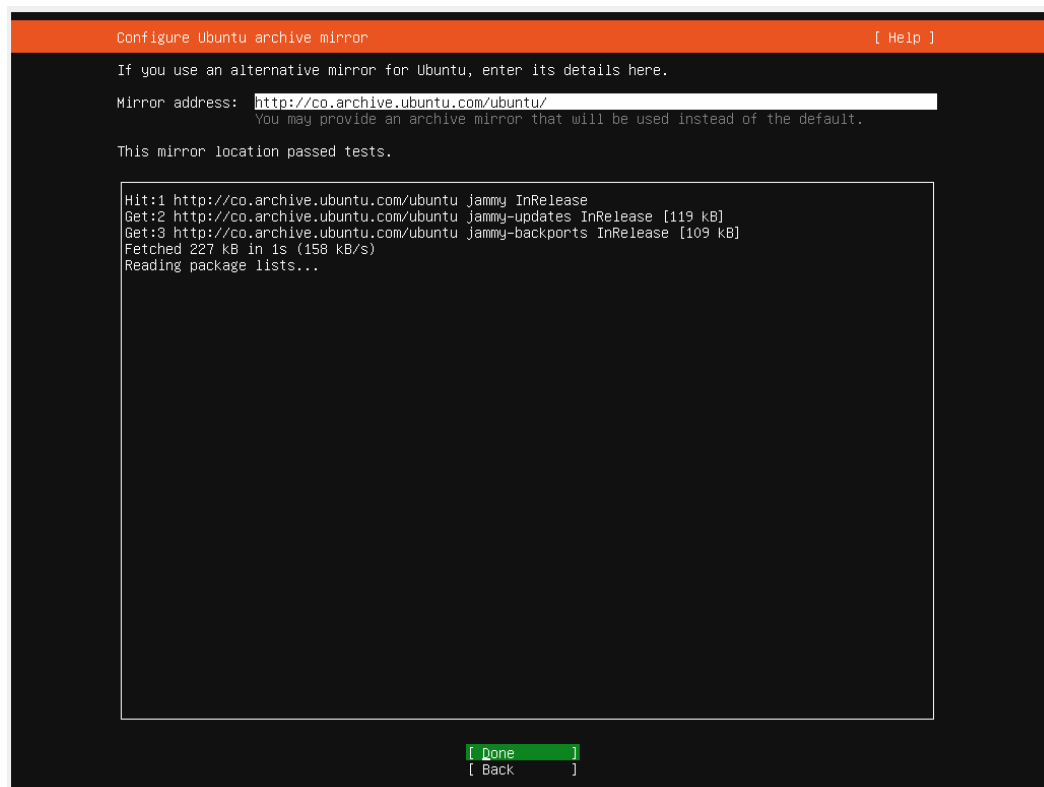 Configure Ubuntu archive mirror [ Help ]
If you use an alternative mirror for Ubuntu, enter its details here.
Mirror address: http://co.archive.ubuntu.com/ubuntu/
You may provide an archive mirror that will be used instead of the default.
This mirror location passed tests.
Hit:1 http://co.archive.ubuntu.com/ubuntu jammy InRelease
Get:2 http://co.archive.ubuntu.com/ubuntu jammy-updates InRelease [119 kB]
Get:3 http://co.archive.ubuntu.com/ubuntu jammy-backports InRelease [109 kB]
Fetched 227 kB in 1s (158 kB/s)
Reading package lists...
[ Done ]
[ Back ]